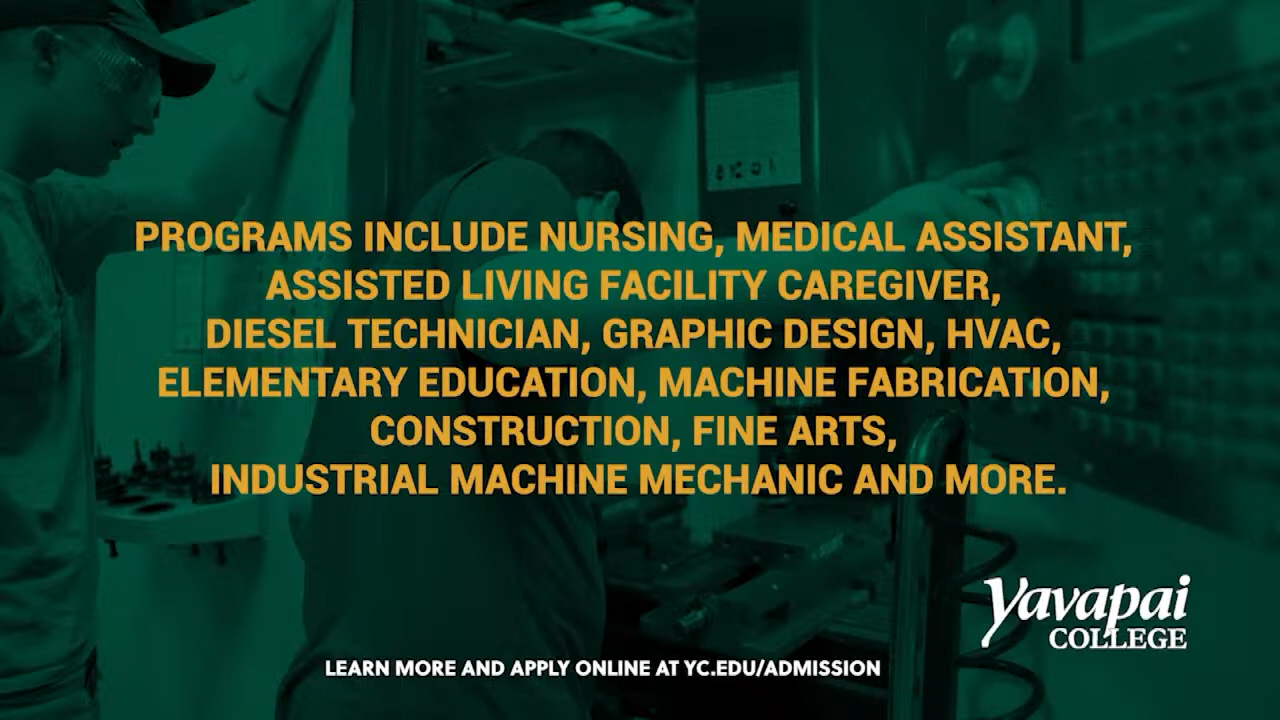 PROGRAMS INCLUDE NURSING, MEDICAL ASSISTANT,
ASSISTED LIVING FACILITY CAREGIVER,
DIESEL TECHNICIAN, GRAPHIC DESIGN, HVAC,
ELEMENTARY EDUCATION, MACHINE FABRICATION,
CONSTRUCTION, FINE ARTS,
INDUSTRIAL MACHINE MECHANIC AND MORE.
Yavapai
COLLEGE
LEARN MORE AND APPLY ONLINE AT YC.EDU/ADMISSION